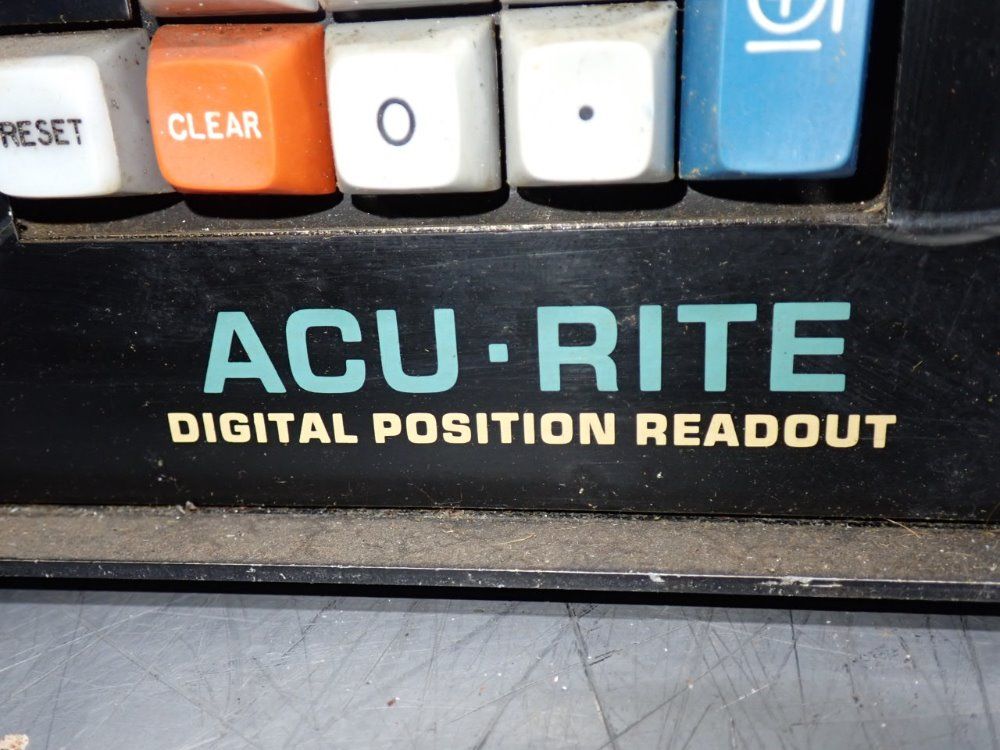 RESET CLEAR 0 .
ACU·RITE
DIGITAL POSITION READOUT